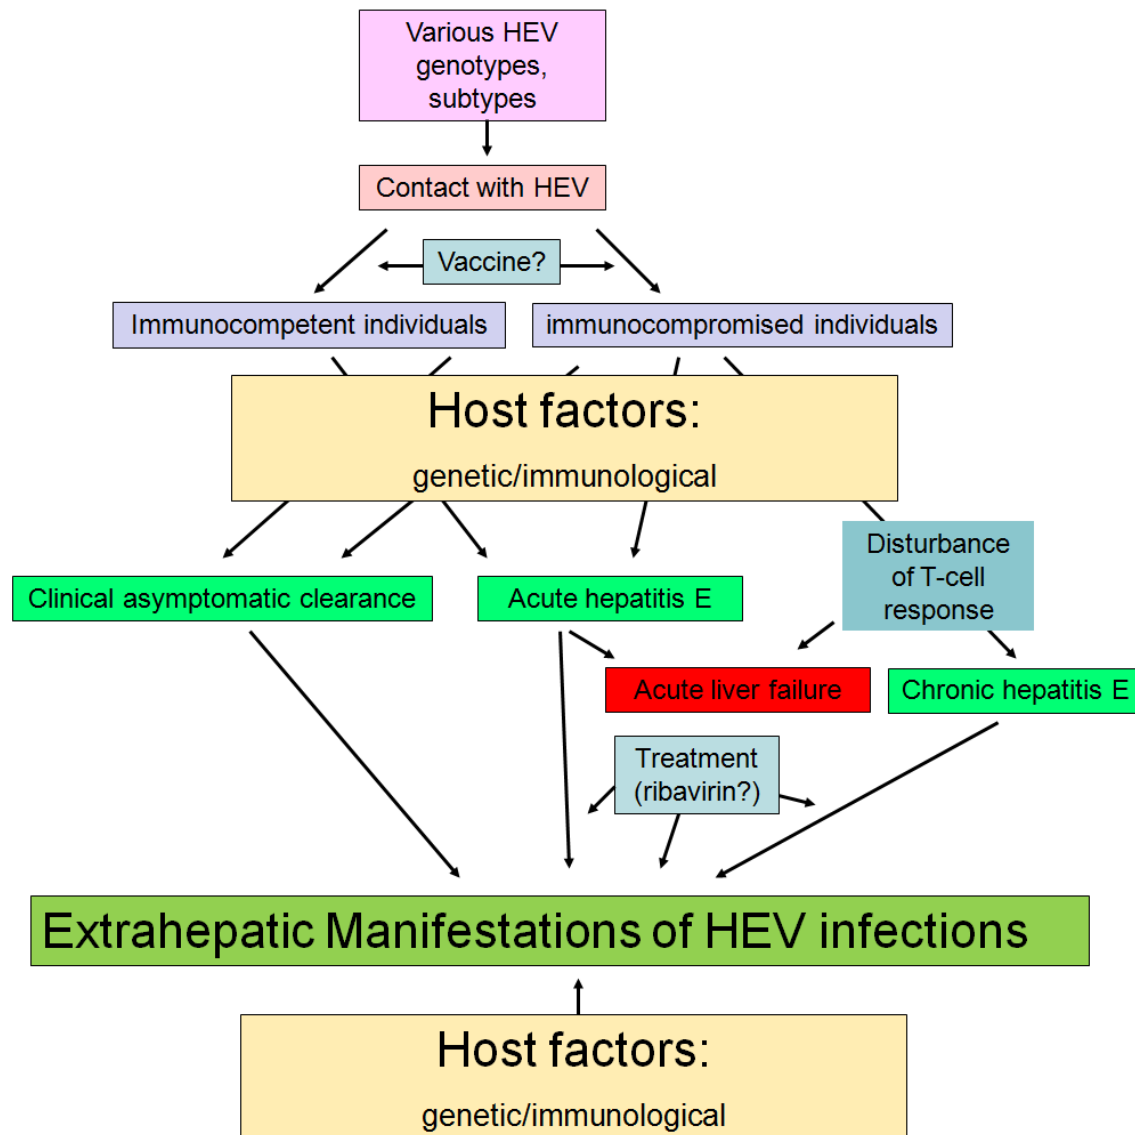 Various HEV
genotypes,
subtypes
Contact with HEV
Vaccine?
Immunocompetent individuals
immunocompromised individuals
Host factors:
genetic/immunological
Disturbance
of T-cell
response
Clinical asymptomatic clearance
Acute hepatitis E
Acute liver failure
Chronic hepatitis E
Treatment
(ribavirin?)
Extrahepatic Manifestations of HEV infections
Host factors:
genetic/immunological